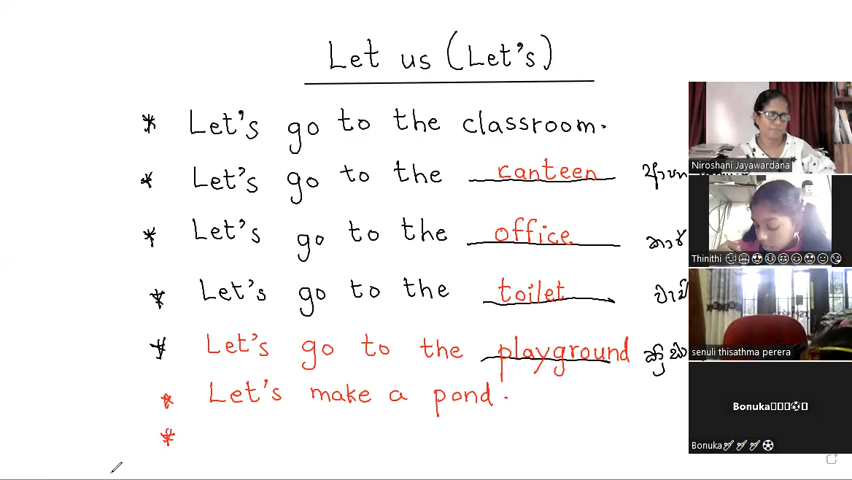 Let us (Let's)
* Let's go to the classroom.
* Let's go to the canteen
* Let's go to the office
* Let's go to the toilet
* Let's go to the playground
* Let's make a pond.
*
Niroshani Jayawardana
Thinithi
senuli thisathma perera
Bonuka
Bonuka